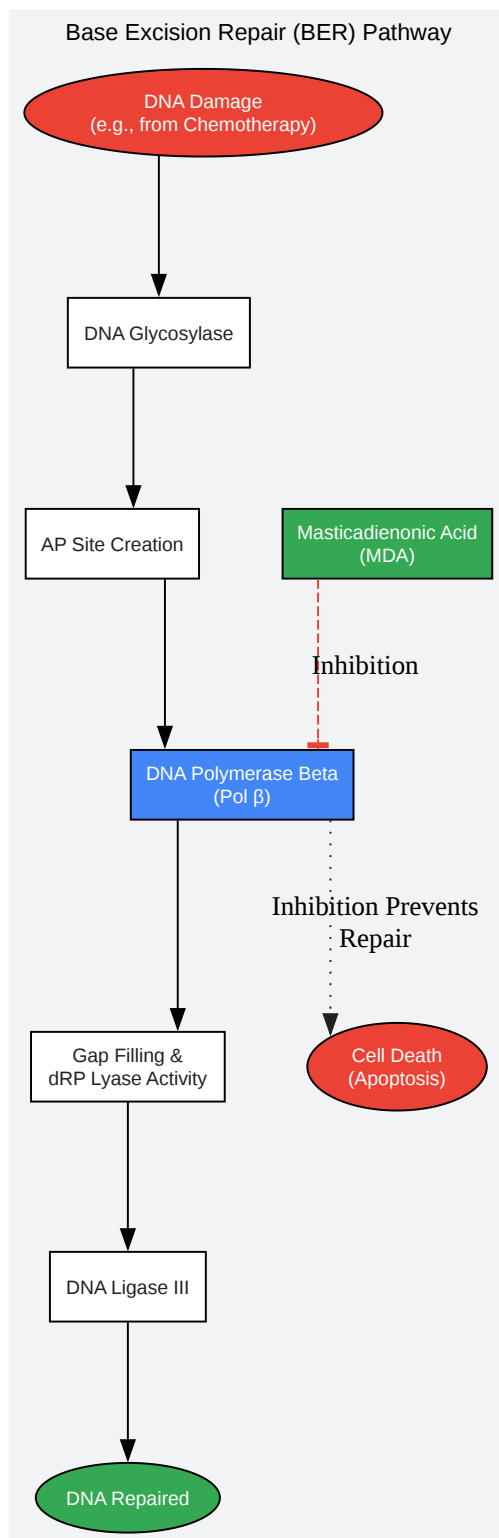 Base Excision Repair (BER) Pathway
DNA Damage
(e.g., from Chemotherapy)
DNA Glycosylase
AP Site Creation
Masticadienonic Acid
(MDA)
Inhibition
DNA Polymerase Beta
(Pol β)
Inhibition Prevents
Repair
Gap Filling &
dRP Lyase Activity
Cell Death
(Apoptosis)
DNA Ligase III
DNA Repaired